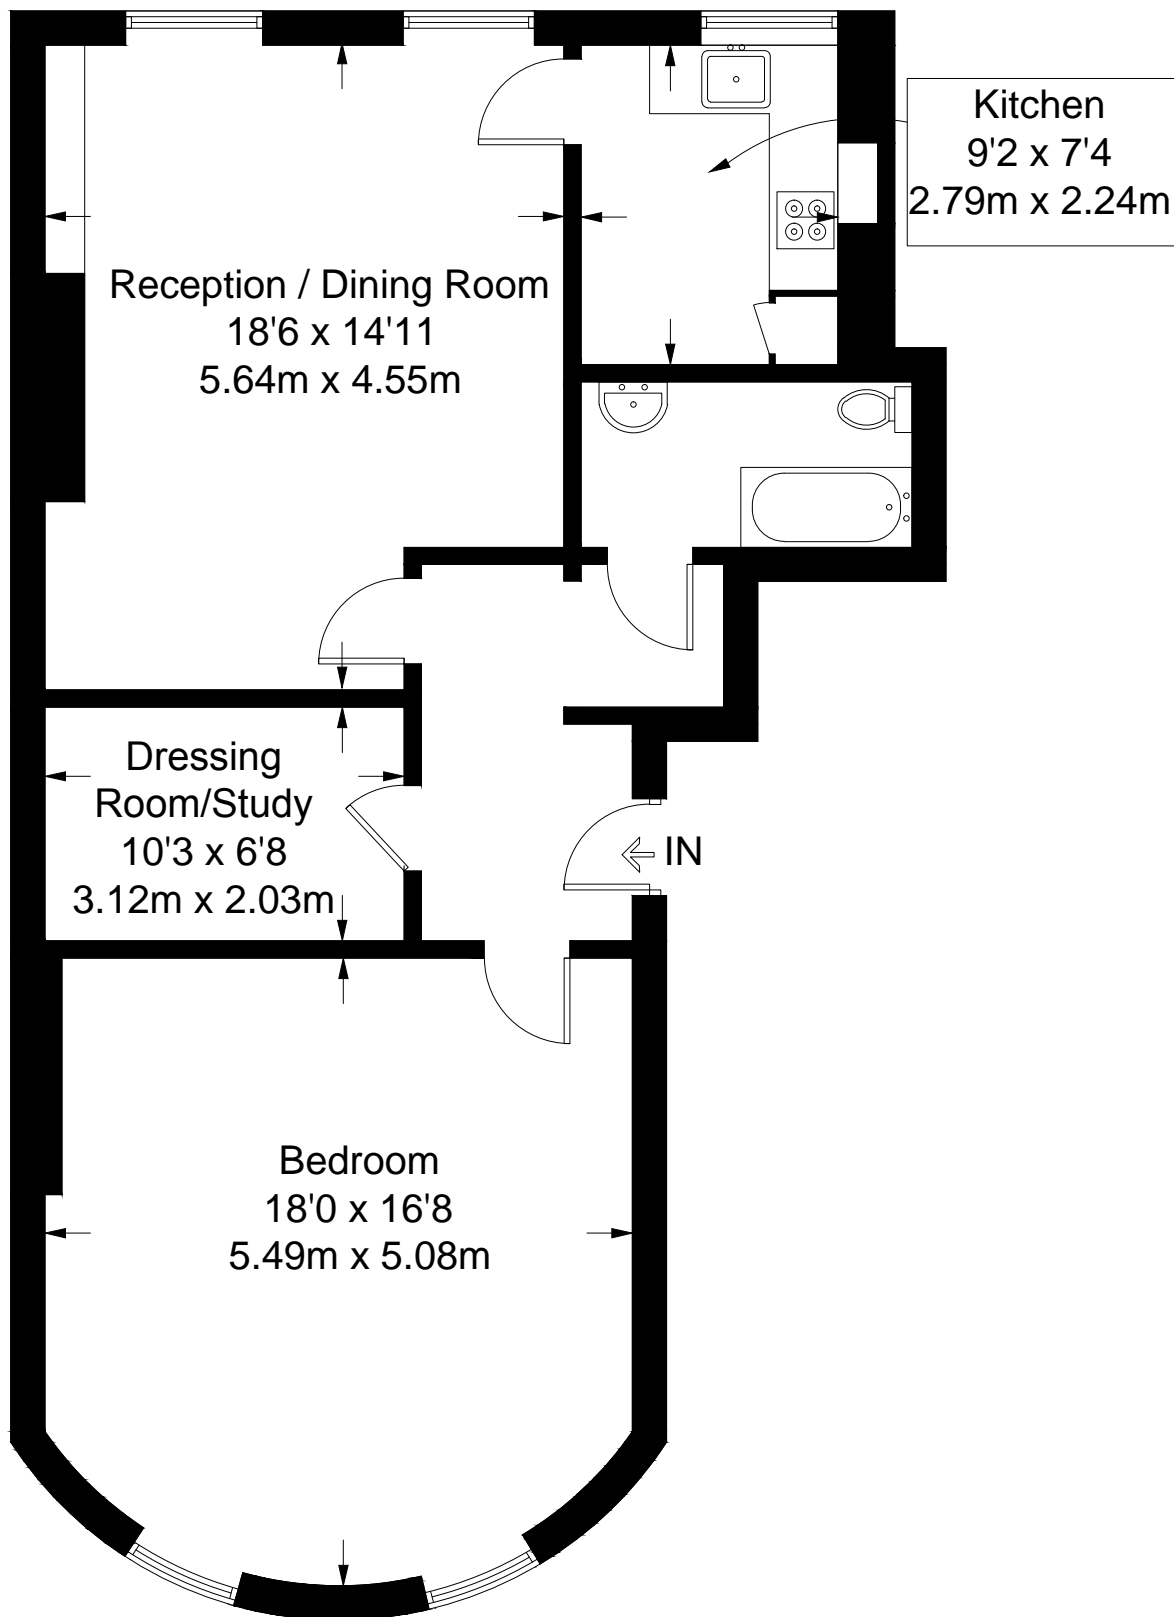 Kitchen
9'2 x 7'4
2.79m x 2.24m
Reception / Dining Room
18'6 x 14'11
5.64m x 4.55m
Dressing
Room/Study
10'3 x 6'8
3.12m x 2.03m
IN
Bedroom
18'0 x 16'8
5.49m x 5.08m